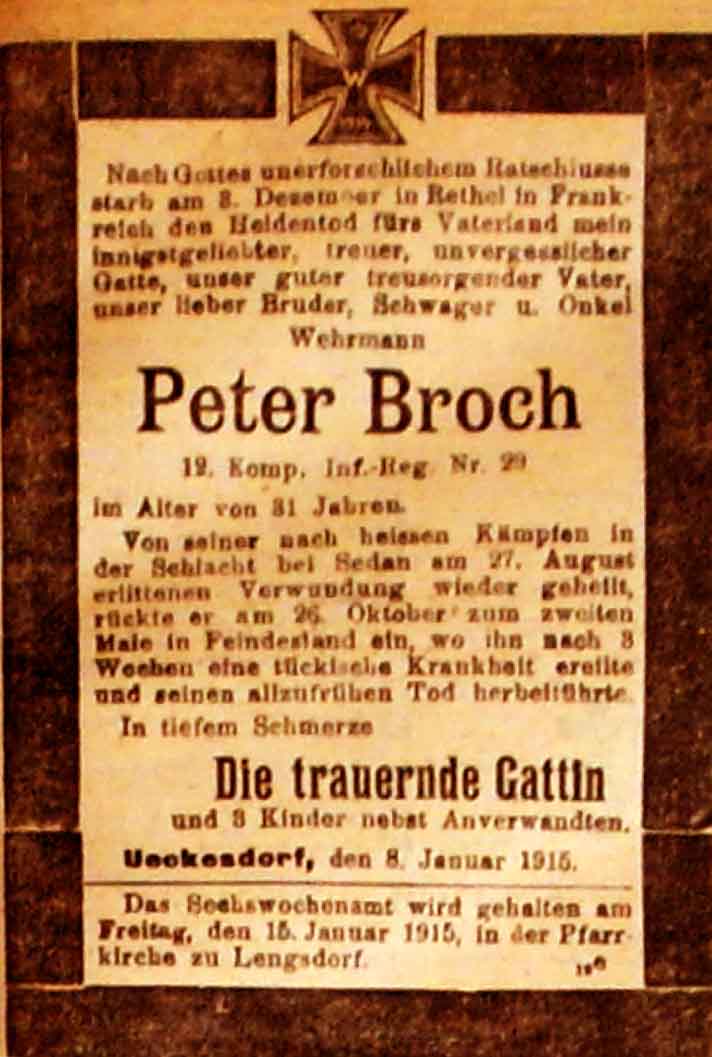 W
1914
Nach Gottes unerforschlichem Ratschlusse
starb am 8. Dezember in Rethel in Frank-
reich den Heldentod fürs Vaterland mein
innigstgeliebter, treuer, unvergesslicher
Gatte, unser guter treusorgender Vater,
unser lieber Bruder, Schwager u. Onkel
Wehrmann
Peter Broch
12. Komp. Inf.-Reg. Nr. 29
im Alter von 31 Jahren.
Von seiner nach heissen Kämpfen in
der Schlacht bei Sedan am 27. August
erlittenen Verwundung wieder geheilt,
rückte er am 26. Oktober zum zweiten
Male in Feindesland ein, wo ihn nach 3
Wochen eine tückische Krankheit ereilte
und seinen allzufrühen Tod herbeiführte.
In tiefem Schmerze
Die trauernde Gattin
und 3 Kinder nebst Anverwandten.
Ueckesdorf, den 8. Januar 1915.
Das Sechswochenamt wird gehalten am
Freitag, den 15. Januar 1915, in der Pfarr-
kirche zu Lengsdorf.